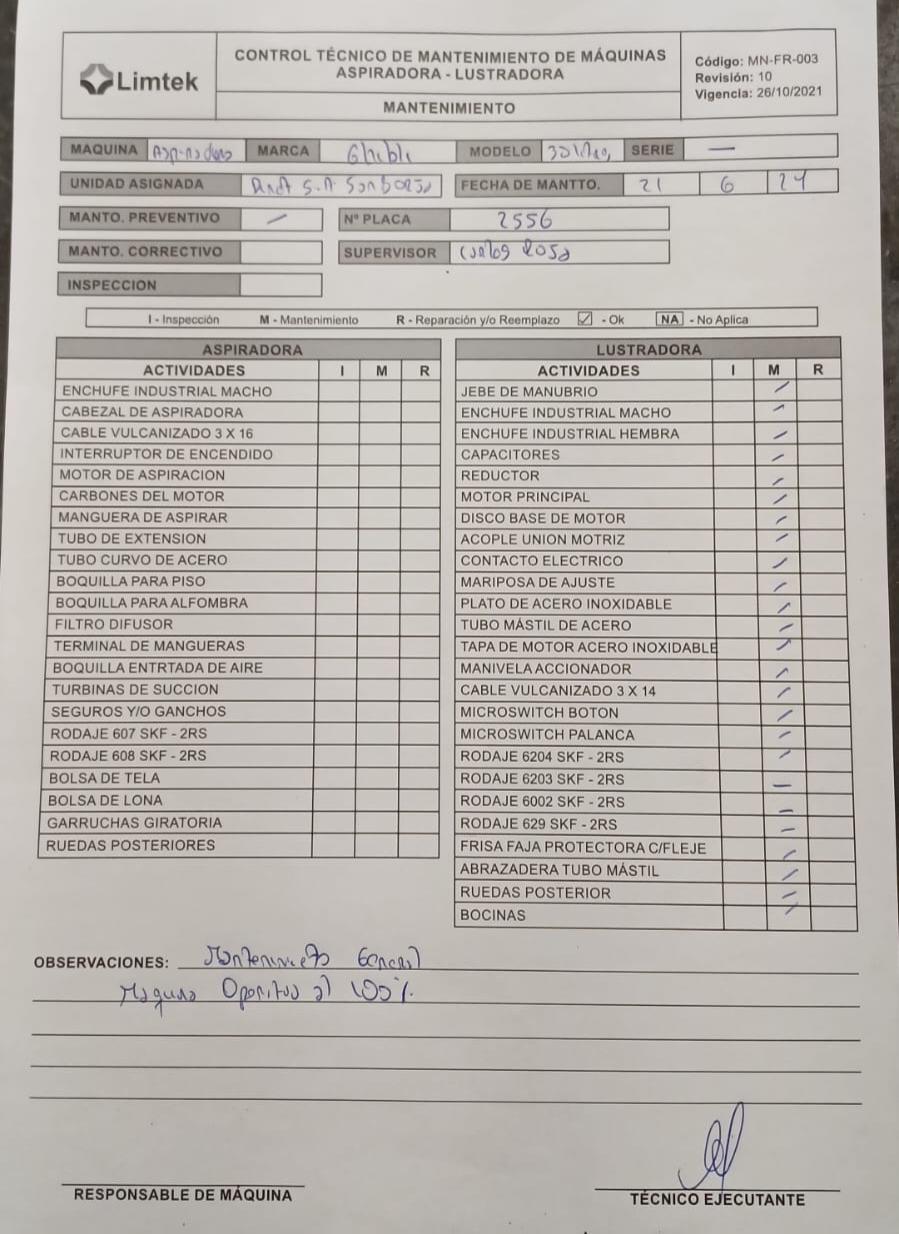 Limtek
CONTROL TÉCNICO DE MANTENIMIENTO DE MÁQUINAS
ASPIRADORA - LUSTRADORA
MANTENIMIENTO
Código: MN-FR-003
Revisión: 10
Vigencia: 26/10/2021
MAQUINA Aspiradora MARCA Ghibli MODELO SERIE —
UNIDAD ASIGNADA FECHA DE MANTTO. 21 6 24
MANTO. PREVENTIVO / Nº PLACA 2556
MANTO. CORRECTIVO SUPERVISOR Carlos Rosa
INSPECCION
I - Inspección M - Mantenimiento R - Reparación y/o Reemplazo ☑ - Ok NA - No Aplica
ASPIRADORA
ACTIVIDADES I M R
ENCHUFE INDUSTRIAL MACHO
CABEZAL DE ASPIRADORA
CABLE VULCANIZADO 3 X 16
INTERRUPTOR DE ENCENDIDO
MOTOR DE ASPIRACION
CARBONES DEL MOTOR
MANGUERA DE ASPIRAR
TUBO DE EXTENSION
TUBO CURVO DE ACERO
BOQUILLA PARA PISO
BOQUILLA PARA ALFOMBRA
FILTRO DIFUSOR
TERMINAL DE MANGUERAS
BOQUILLA ENTRTADA DE AIRE
TURBINAS DE SUCCION
SEGUROS Y/O GANCHOS
RODAJE 607 SKF - 2RS
RODAJE 608 SKF - 2RS
BOLSA DE TELA
BOLSA DE LONA
GARRUCHAS GIRATORIA
RUEDAS POSTERIORES
LUSTRADORA
ACTIVIDADES I M R
JEBE DE MANUBRIO /
ENCHUFE INDUSTRIAL MACHO /
ENCHUFE INDUSTRIAL HEMBRA /
CAPACITORES /
REDUCTOR /
MOTOR PRINCIPAL /
DISCO BASE DE MOTOR /
ACOPLE UNION MOTRIZ /
CONTACTO ELECTRICO /
MARIPOSA DE AJUSTE /
PLATO DE ACERO INOXIDABLE /
TUBO MÁSTIL DE ACERO /
TAPA DE MOTOR ACERO INOXIDABLE /
MANIVELA ACCIONADOR /
CABLE VULCANIZADO 3 X 14 /
MICROSWITCH BOTON /
MICROSWITCH PALANCA /
RODAJE 6204 SKF - 2RS /
RODAJE 6203 SKF - 2RS —
RODAJE 6002 SKF - 2RS —
RODAJE 629 SKF - 2RS —
FRISA FAJA PROTECTORA C/FLEJE /
ABRAZADERA TUBO MÁSTIL /
RUEDAS POSTERIOR /
BOCINAS /
OBSERVACIONES: Mantenimiento General
Maquina Operativa al 100%.
RESPONSABLE DE MÁQUINA
TÉCNICO EJECUTANTE